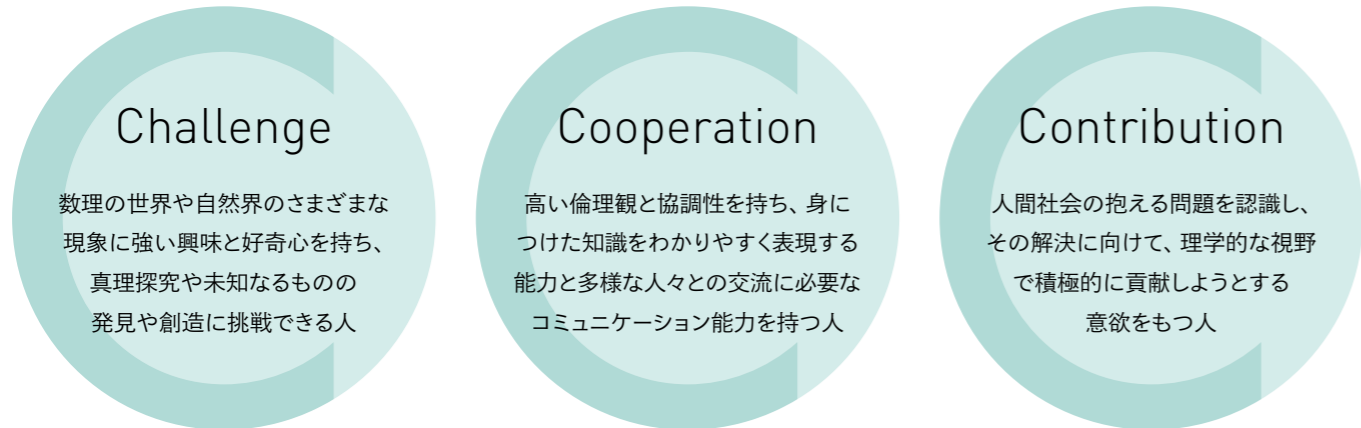 Challenge
数理の世界や自然界のさまざまな
現象に強い興味と好奇心を持ち、
真理探究や未知なるものの
発見や創造に挑戦できる人
Cooperation
高い倫理観と協調性を持ち、身に
つけた知識をわかりやすく表現する
能力と多様な人々との交流に必要な
コミュニケーション能力を持つ人
Contribution
人間社会の抱える問題を認識し、
その解決に向けて、理学的な視野
で積極的に貢献しようとする
意欲をもつ人